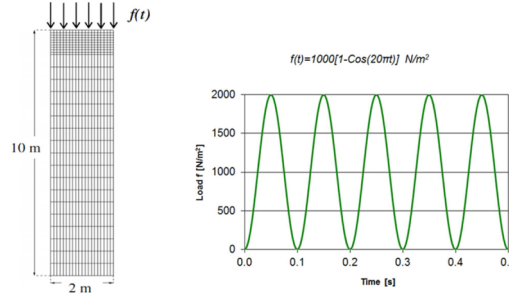 f(t)
10 m
2 m
f(t)=1000[1-Cos(20πt)] N/m²
Load f [N/m²]
2000
1500
1000
500
0
0.0 0.1 0.2 0.3 0.4
Time [s]